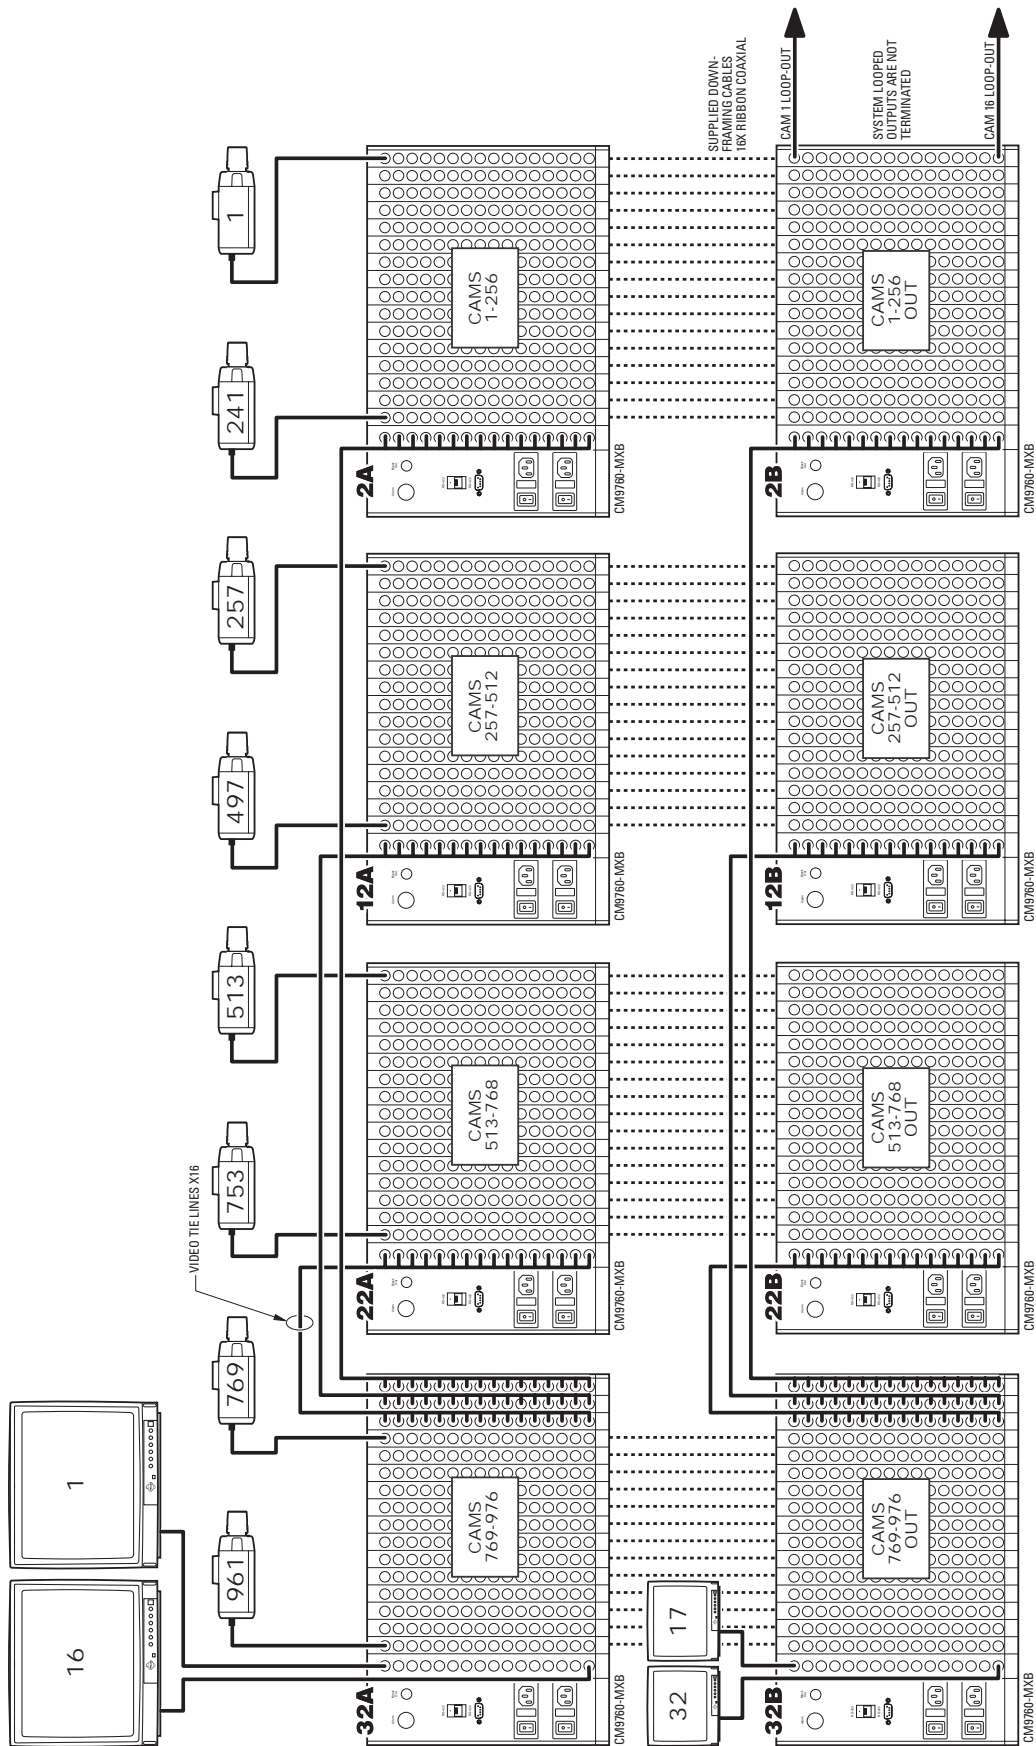 16
1
VIDEO TIE LINES X16
961
769
753
513
497
257
241
1
32A
22A
12A
2A
CAMS
769-976
CAMS
513-768
CAMS
257-512
CAMS
1-256
CM9760-MXB
CM9760-MXB
CM9760-MXB
CM9760-MXB
32
17
SUPPLIED DOWN-
FRAMING CABLES
16X RIBBON COAXIAL
32B
22B
12B
2B
CAM 1 LOOP-OUT
CAMS
769-976
OUT
CAMS
513-768
OUT
CAMS
257-512
OUT
CAMS
1-256
OUT
SYSTEM LOOPED
OUTPUTS ARE NOT
TERMINATED
CAM 16 LOOP-OUT
CM9760-MXB
CM9760-MXB
CM9760-MXB
CM9760-MXB